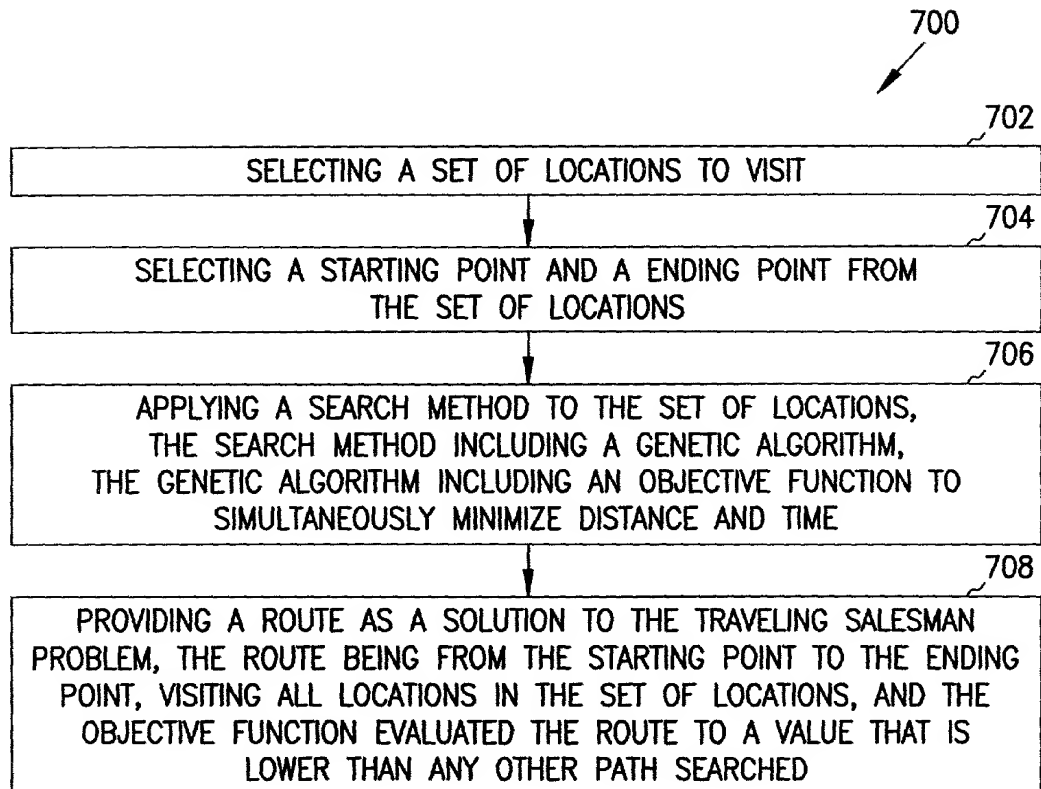 700
702
SELECTING A SET OF LOCATIONS TO VISIT
704
SELECTING A STARTING POINT AND A ENDING POINT FROM
THE SET OF LOCATIONS
706
APPLYING A SEARCH METHOD TO THE SET OF LOCATIONS,
THE SEARCH METHOD INCLUDING A GENETIC ALGORITHM,
THE GENETIC ALGORITHM INCLUDING AN OBJECTIVE FUNCTION TO
SIMULTANEOUSLY MINIMIZE DISTANCE AND TIME
708
PROVIDING A ROUTE AS A SOLUTION TO THE TRAVELING SALESMAN
PROBLEM, THE ROUTE BEING FROM THE STARTING POINT TO THE ENDING
POINT, VISITING ALL LOCATIONS IN THE SET OF LOCATIONS, AND THE
OBJECTIVE FUNCTION EVALUATED THE ROUTE TO A VALUE THAT IS
LOWER THAN ANY OTHER PATH SEARCHED